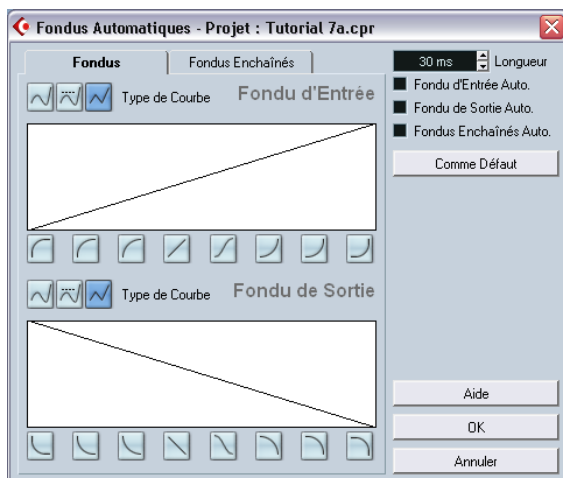 Fondus Automatiques - Projet : Tutorial 7a.cpr
Fondus
Fondus Enchaînés
30 ms
Longueur
Type de Courbe
Fondu d'Entrée
Fondu d'Entrée Auto.
Fondu de Sortie Auto.
Fondus Enchaînés Auto.
Comme Défaut
Type de Courbe
Fondu de Sortie
Aide
OK
Annuler